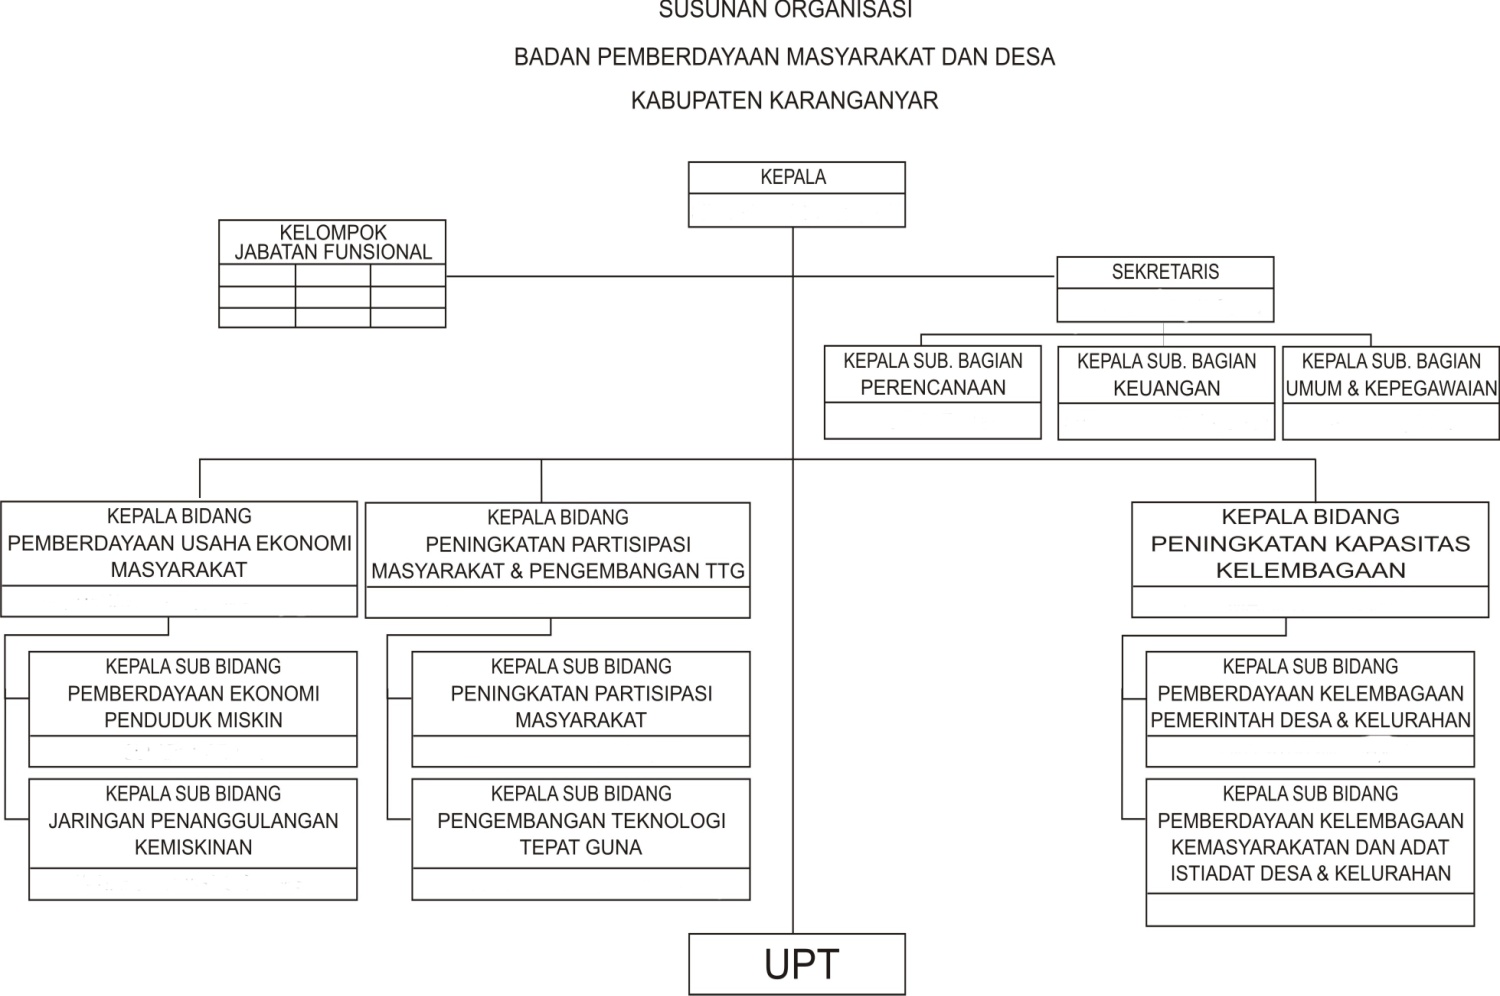 SUSUNAN ORGANISASI
BADAN PEMBERDAYAAN MASYARAKAT DAN DESA
KABUPATEN KARANGANYAR
KEPALA
KELOMPOK
JABATAN FUNSIONAL
SEKRETARIS
KEPALA SUB. BAGIAN
PERENCANAAN
KEPALA SUB. BAGIAN
KEUANGAN
KEPALA SUB. BAGIAN
UMUM & KEPEGAWAIAN
KEPALA BIDANG
PEMBERDAYAAN USAHA EKONOMI
MASYARAKAT
KEPALA BIDANG
PENINGKATAN PARTISIPASI
MASYARAKAT & PENGEMBANGAN TTG
KEPALA BIDANG
PENINGKATAN KAPASITAS
KELEMBAGAAN
KEPALA SUB BIDANG
PEMBERDAYAAN EKONOMI
PENDUDUK MISKIN
KEPALA SUB BIDANG
PENINGKATAN PARTISIPASI
MASYARAKAT
KEPALA SUB BIDANG
PEMBERDAYAAN KELEMBAGAAN
PEMERINTAH DESA & KELURAHAN
KEPALA SUB BIDANG
JARINGAN PENANGGULANGAN
KEMISKINAN
KEPALA SUB BIDANG
PENGEMBANGAN TEKNOLOGI
TEPAT GUNA
KEPALA SUB BIDANG
PEMBERDAYAAN KELEMBAGAAN
KEMASYARAKATAN DAN ADAT
ISTIADAT DESA & KELURAHAN
UPT